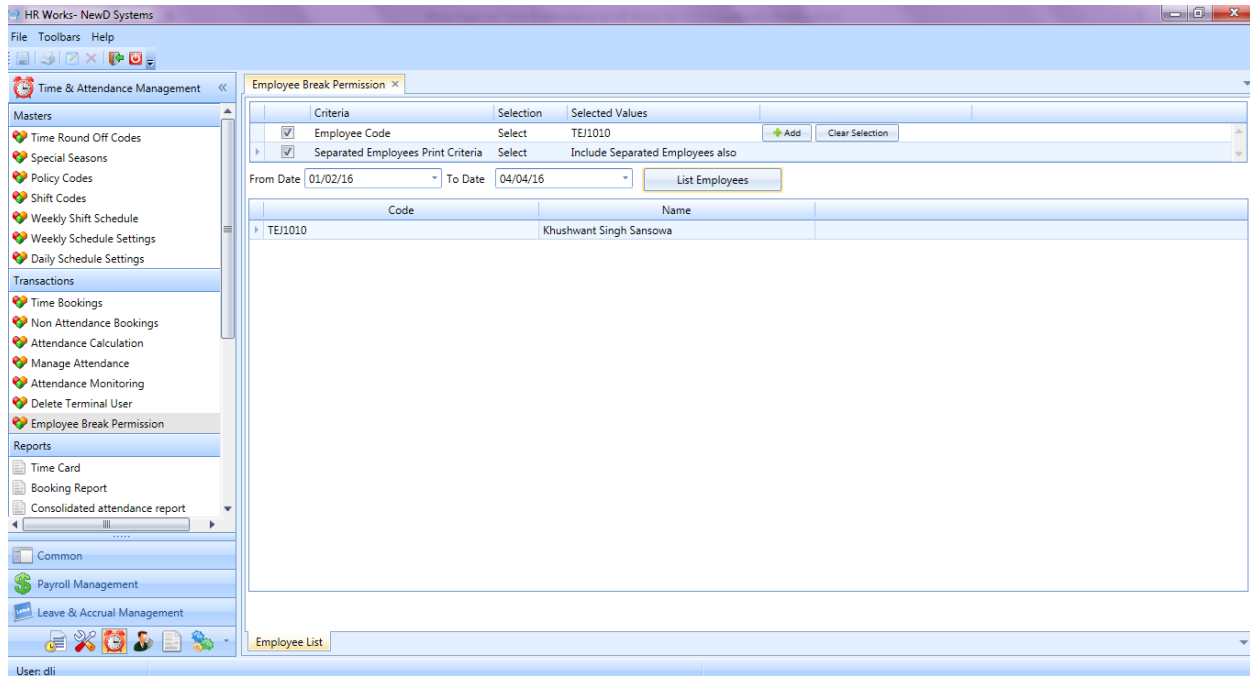 HR Works- NewD Systems
File Toolbars Help
Time & Attendance Management
Masters
Time Round Off Codes
Special Seasons
Policy Codes
Shift Codes
Weekly Shift Schedule
Weekly Schedule Settings
Daily Schedule Settings
Transactions
Time Bookings
Non Attendance Bookings
Attendance Calculation
Manage Attendance
Attendance Monitoring
Delete Terminal User
Employee Break Permission
Reports
Time Card
Booking Report
Consolidated attendance report
Common
Payroll Management
Leave & Accrual Management
Employee Break Permission
Criteria Selection Selected Values
Employee Code Select TEJ1010 Add Clear Selection
Separated Employees Print Criteria Select Include Separated Employees also
From Date 01/02/16 To Date 04/04/16 List Employees
Code Name
TEJ1010 Khushwant Singh Sansowa
Employee List
User: dli